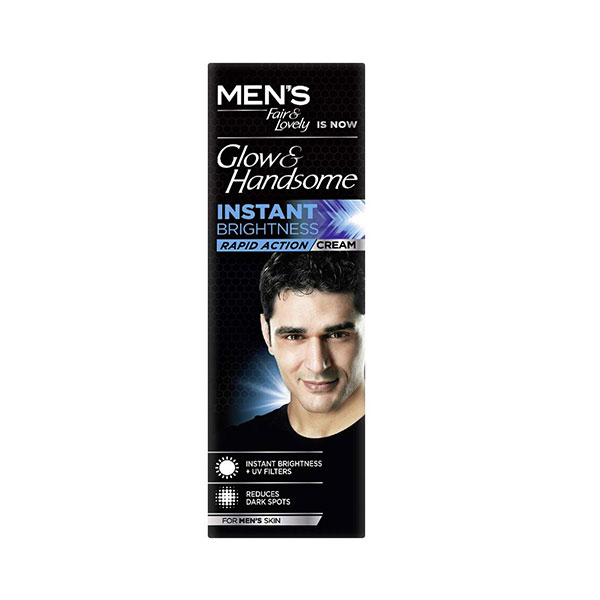 MEN'S
Fair &
Lovely IS NOW
Glow &
Handsome
INSTANT
BRIGHTNESS
RAPID ACTION / CREAM
INSTANT BRIGHTNESS
+ UV FILTERS
REDUCES
DARK SPOTS
FOR MEN'S SKIN